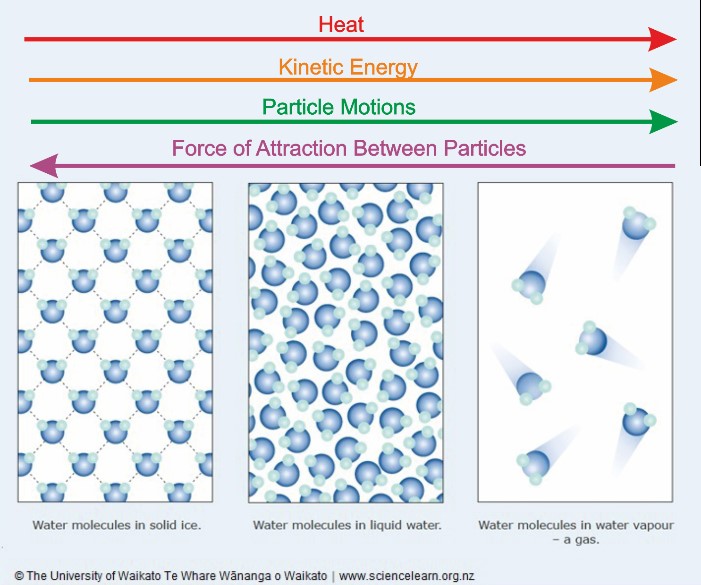 Heat
Kinetic Energy
Particle Motions
Force of Attraction Between Particles
Water molecules in solid ice.
Water molecules in liquid water.
Water molecules in water vapour
– a gas.
© The University of Waikato Te Whare Wānanga o Waikato | www.sciencelearn.org.nz